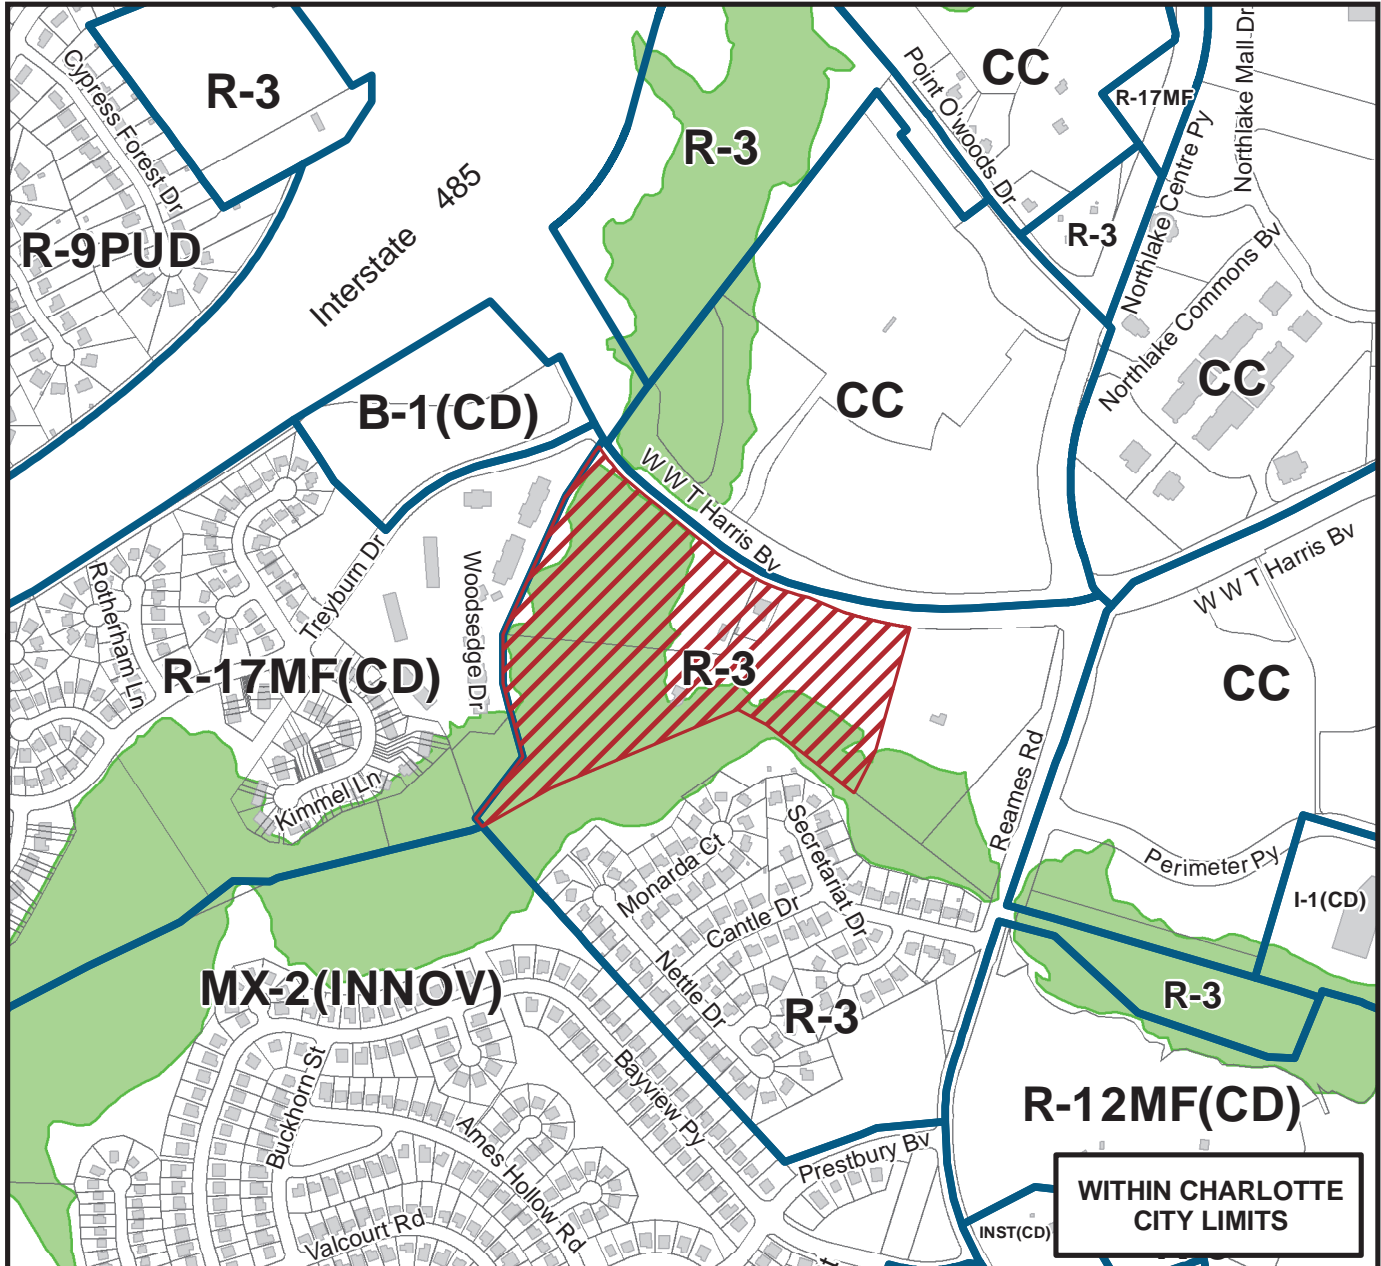 Cypress Forest Dr
R-3
R-9PUD
Interstate 485
R-3
Point O'woods Dr
CC
R-17MF
Northlake Mall Dr
Northlake Centre Py
R-3
Northlake Commons Bv
CC
CC
B-1(CD)
W W T Harris Bv
W W T Harris Bv
Rotherham Ln
Treyburn Dr
Woodsedge Dr
R-17MF(CD)
R-3
CC
Kimmel Ln
Reames Rd
Perimeter Py
I-1(CD)
Monarda Ct
Secretariat Dr
Cantle Dr
Nettle Dr
R-3
R-3
MX-2(INNOV)
Buckhorn St
Bayview Py
Ames Hollow Rd
Valcourt Rd
Prestbury Bv
R-12MF(CD)
INST(CD)
WITHIN CHARLOTTE
CITY LIMITS